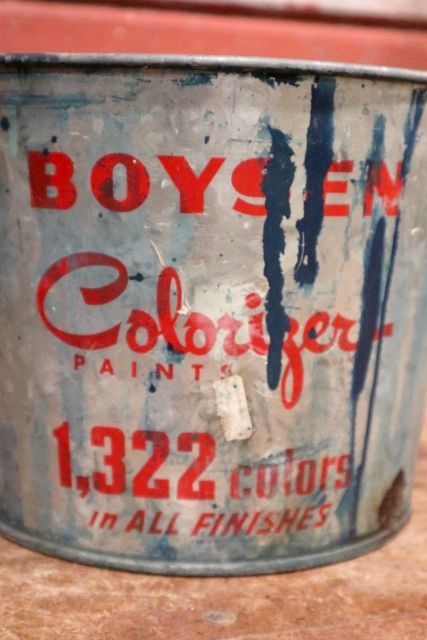 BOYSEN
Colorizer
PAINTS
1,322 colors
in ALL FINISHES